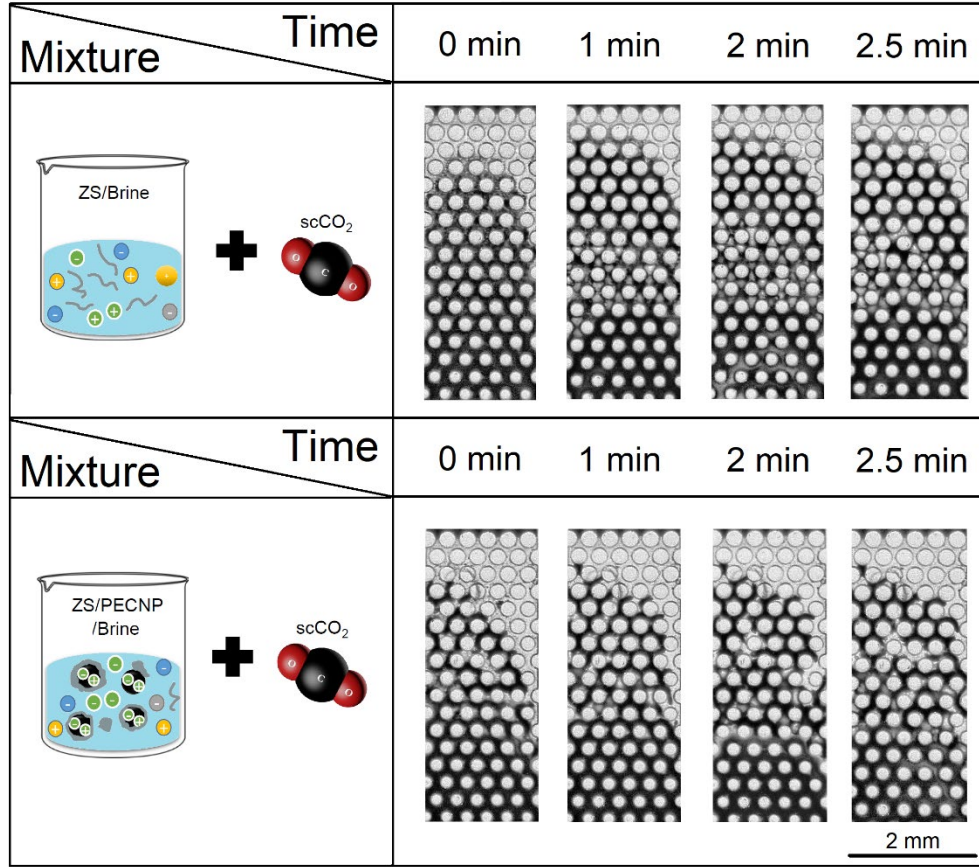 Time
Mixture
0 min
1 min
2 min
2.5 min
ZS/Brine
scCO₂
O
C
O
-
-
+
+
-
-
+
+
Time
Mixture
0 min
1 min
2 min
2.5 min
ZS/PECNP
/Brine
scCO₂
O
C
O
2 mm